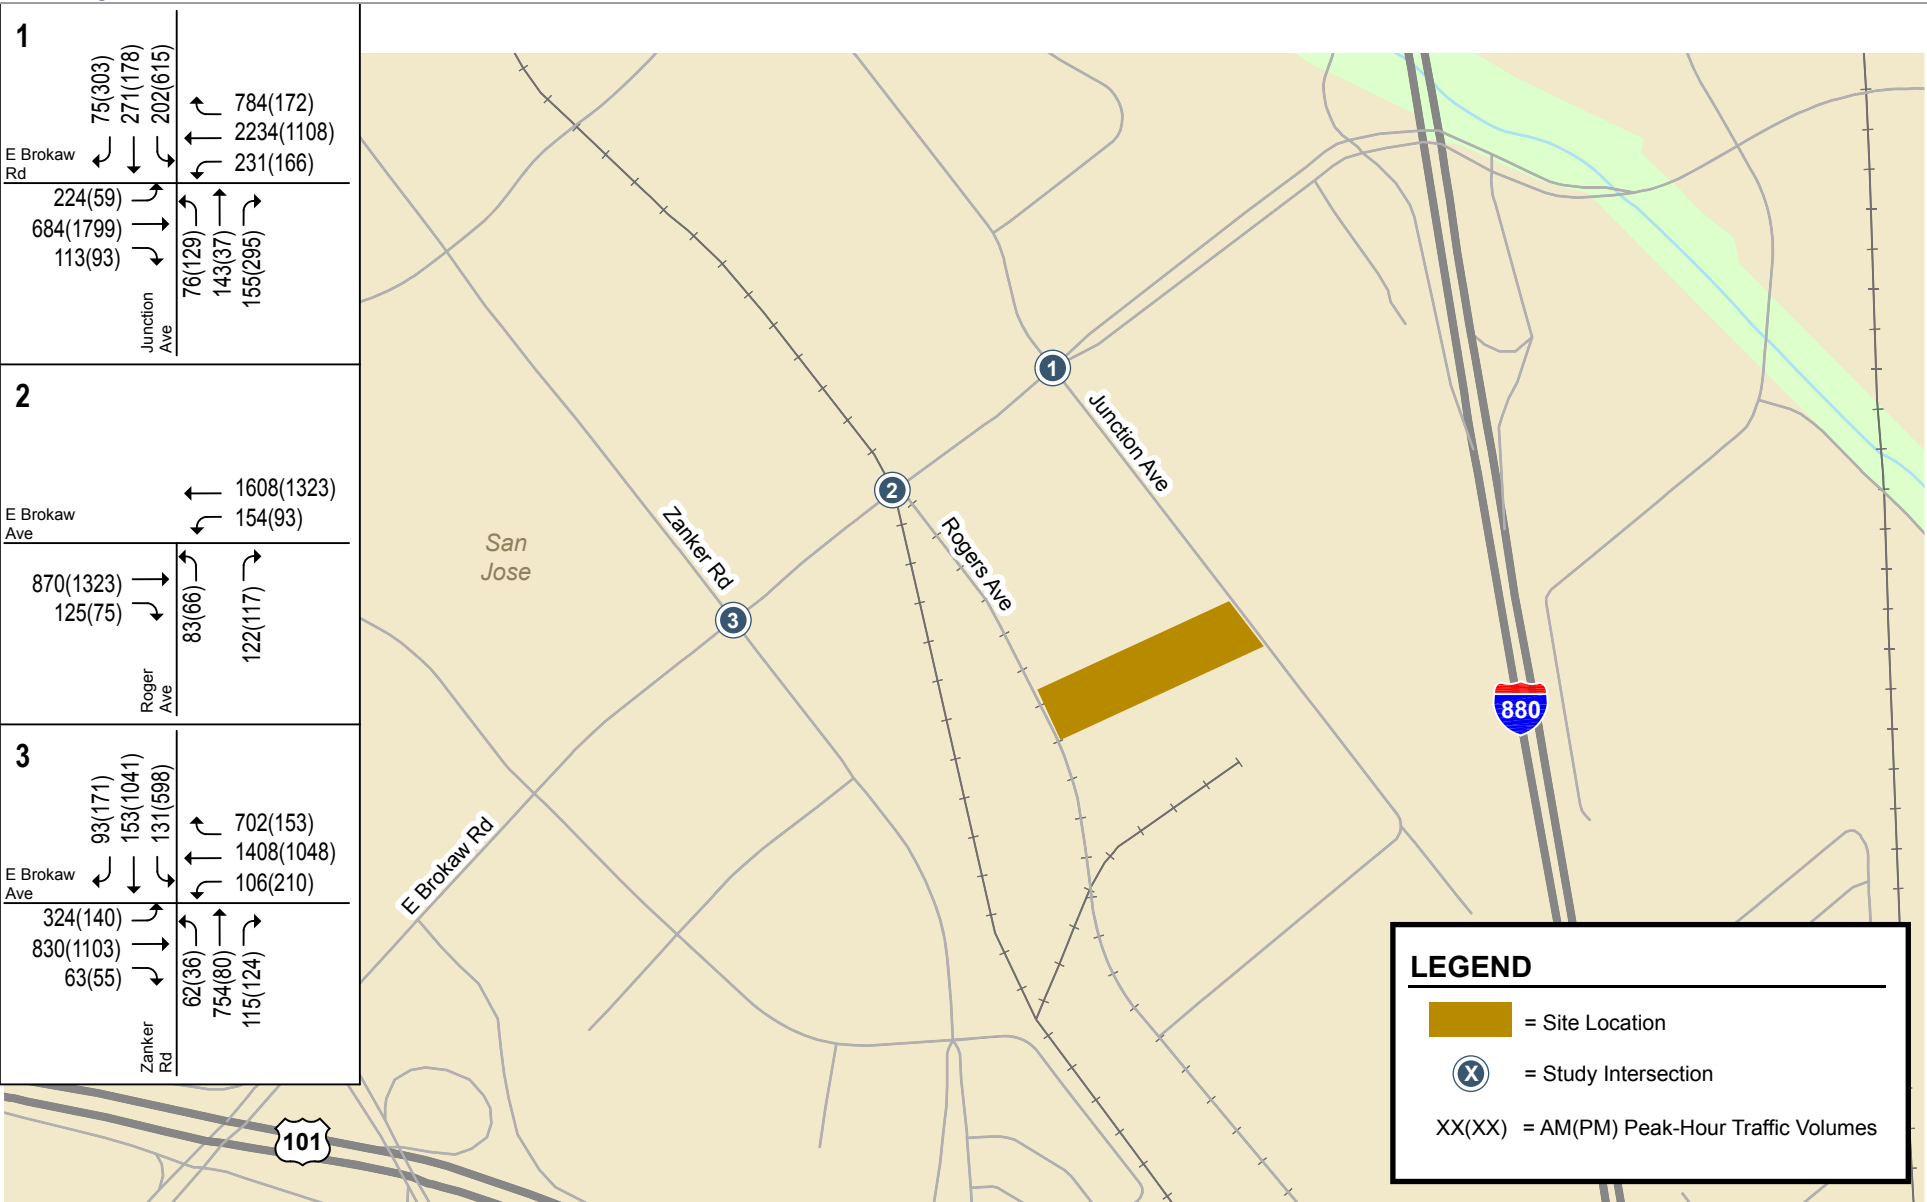 1
75(303)
271(178)
202(615)
784(172)
2234(1108)
231(166)
E Brokaw
Rd
224(59)
684(1799)
113(93)
76(129)
143(37)
155(295)
Junction
Ave
2
1608(1323)
154(93)
E Brokaw
Ave
870(1323)
125(75)
83(66)
122(117)
Roger
Ave
3
93(171)
153(1041)
131(598)
702(153)
1408(1048)
106(210)
E Brokaw
Ave
324(140)
830(1103)
63(55)
62(36)
754(80)
115(124)
Zanker
Rd
1
Junction Ave
2
Rogers Ave
Zanker Rd
3
San
Jose
E Brokaw Rd
880
101
LEGEND
= Site Location
X = Study Intersection
XX(XX) = AM(PM) Peak-Hour Traffic Volumes